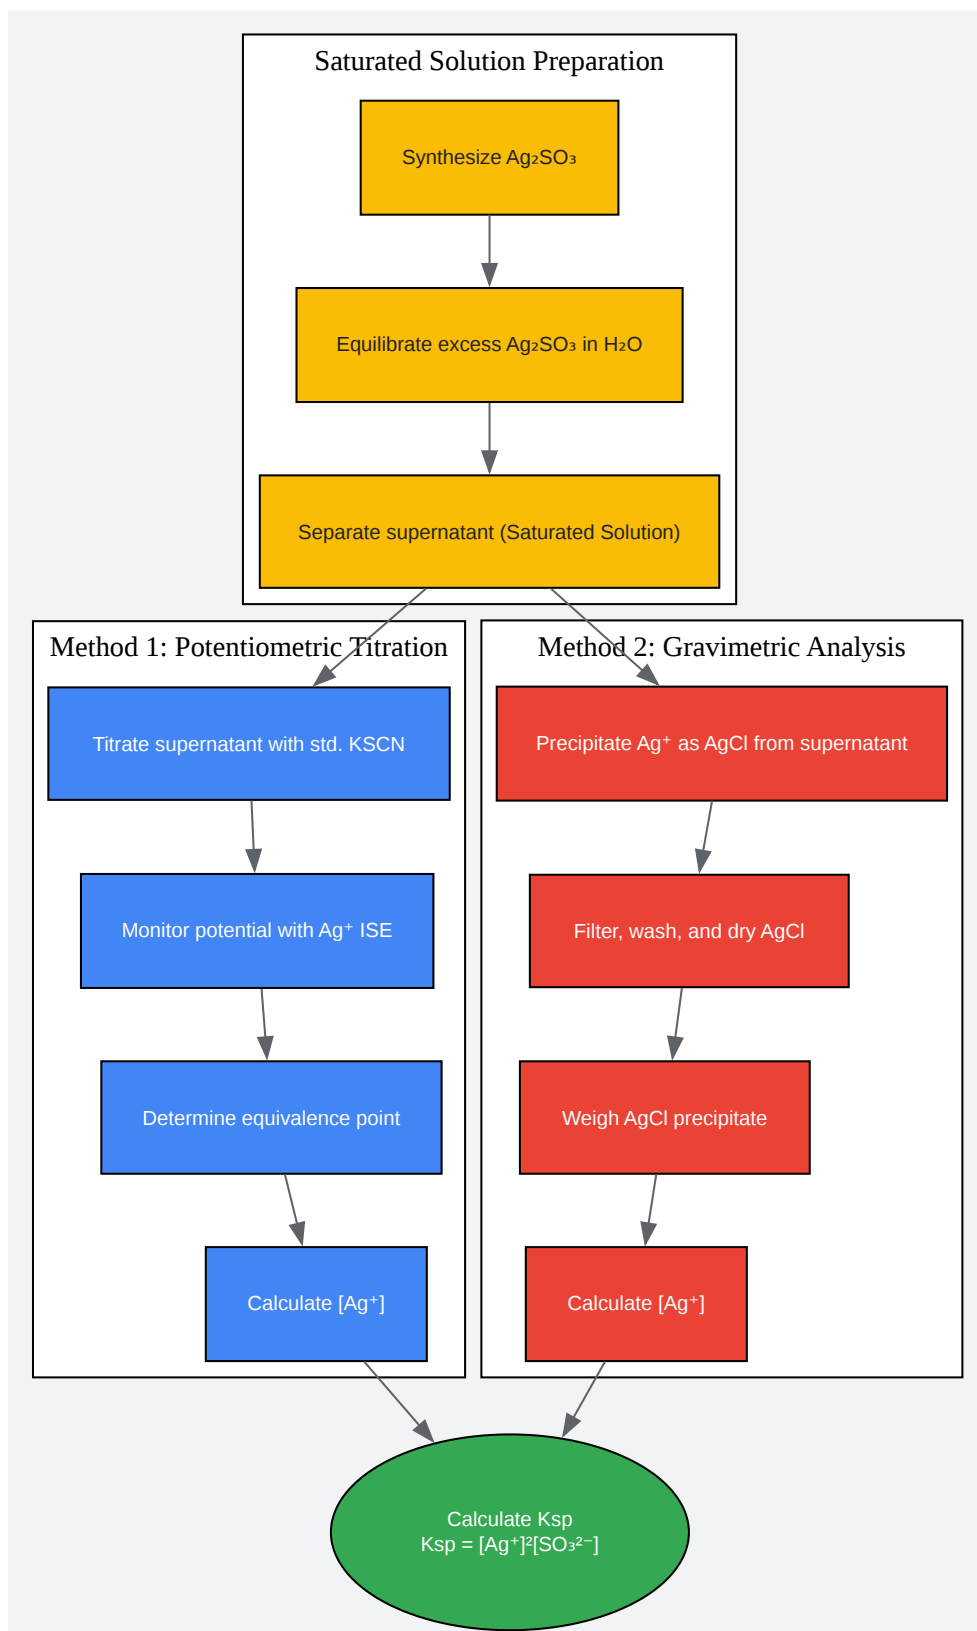 Saturated Solution Preparation
Synthesize Ag₂SO₃
Equilibrate excess Ag₂SO₃ in H₂O
Separate supernatant (Saturated Solution)
Method 1: Potentiometric Titration
Titrate supernatant with std. KSCN
Monitor potential with Ag⁺ ISE
Determine equivalence point
Calculate [Ag⁺]
Method 2: Gravimetric Analysis
Precipitate Ag⁺ as AgCl from supernatant
Filter, wash, and dry AgCl
Weigh AgCl precipitate
Calculate [Ag⁺]
Calculate Ksp
Ksp = [Ag⁺]²[SO₃²⁻]